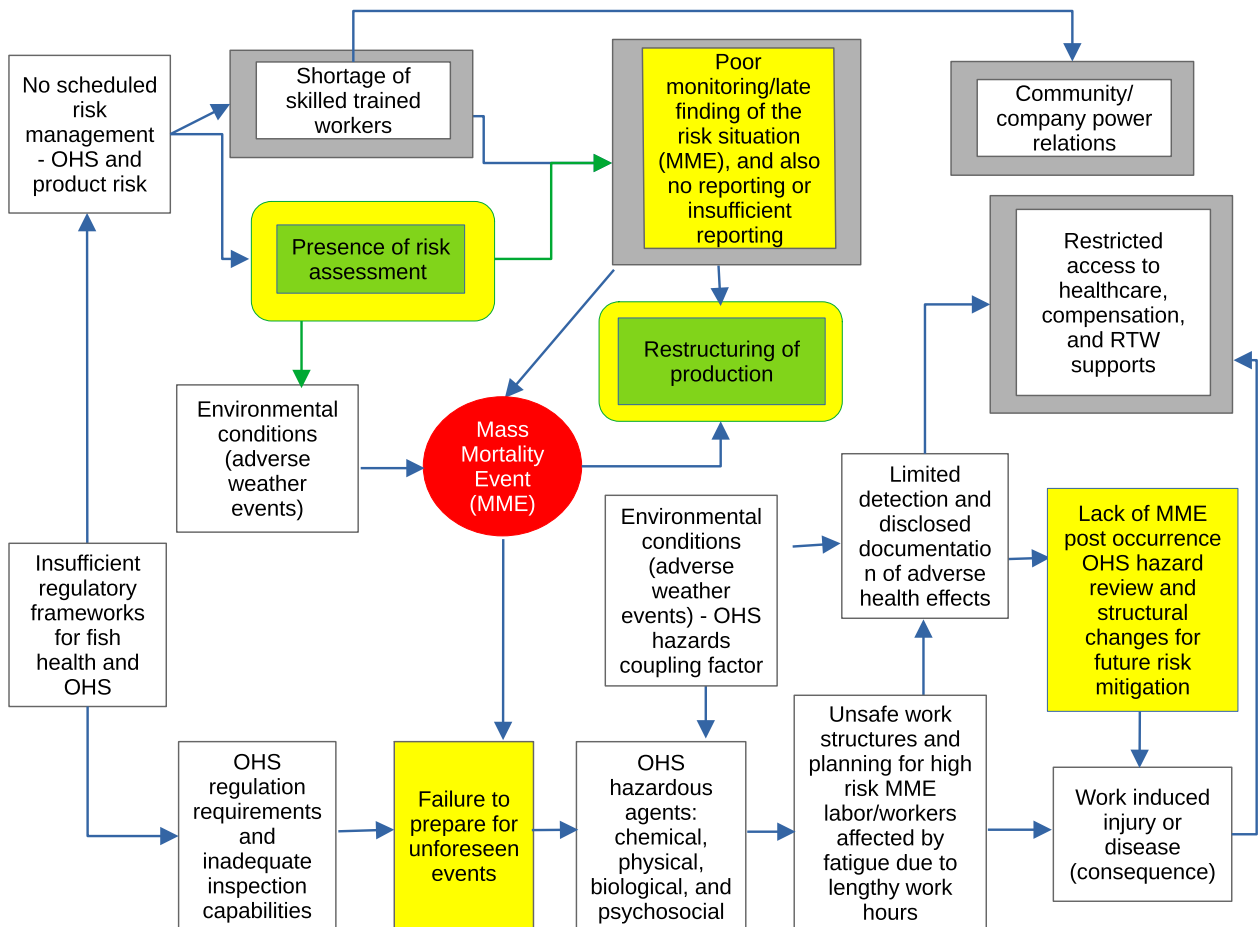 No scheduled
risk
management
- OHS and
product risk
Shortage of
skilled trained
workers
Poor
monitoring/late
finding of the
risk situation
(MME), and also
no reporting or
insufficient
reporting
Community/
company power
relations
Presence of risk
assessment
Restricted
access to
healthcare,
compensation,
and RTW
supports
Restructuring of
production
Environmental
conditions
(adverse
weather
events)
Mass
Mortality
Event
(MME)
Limited
detection and
disclosed
documentatio
n of adverse
health effects
Environmental
conditions
(adverse
weather
events) - OHS
hazards
coupling factor
Lack of MME
post occurrence
OHS hazard
review and
structural
changes for
future risk
mitigation
Insufficient
regulatory
frameworks
for fish
health and
OHS
OHS
regulation
requirements
and
inadequate
inspection
capabilities
Failure to
prepare for
unforeseen
events
OHS
hazardous
agents:
chemical,
physical,
biological, and
psychosocial
Unsafe work
structures and
planning for high
risk MME
labor/workers
affected by
fatigue due to
lengthy work
hours
Work induced
injury or
disease
(consequence)